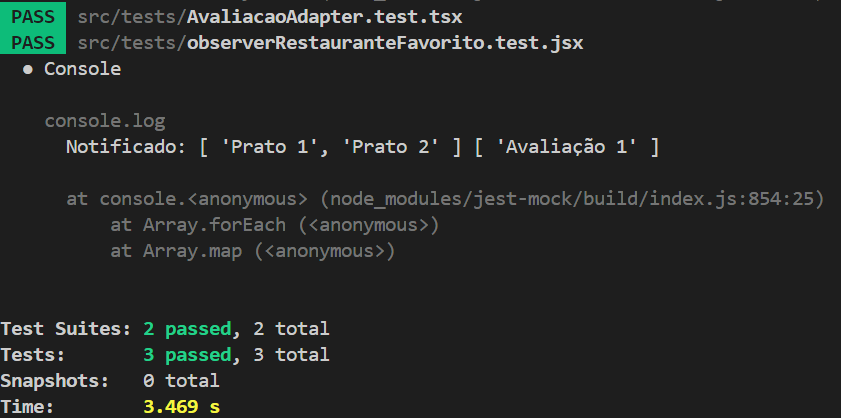 PASS src/tests/AvaliacaoAdapter.test.tsx
PASS src/tests/observerRestauranteFavorito.test.jsx
● Console
console.log
Notificado: [ 'Prato 1', 'Prato 2' ] [ 'Avaliação 1' ]
at console.<anonymous> (node_modules/jest-mock/build/index.js:854:25)
at Array.forEach (<anonymous>)
at Array.map (<anonymous>)
Test Suites: 2 passed, 2 total
Tests: 3 passed, 3 total
Snapshots: 0 total
Time: 3.469 s